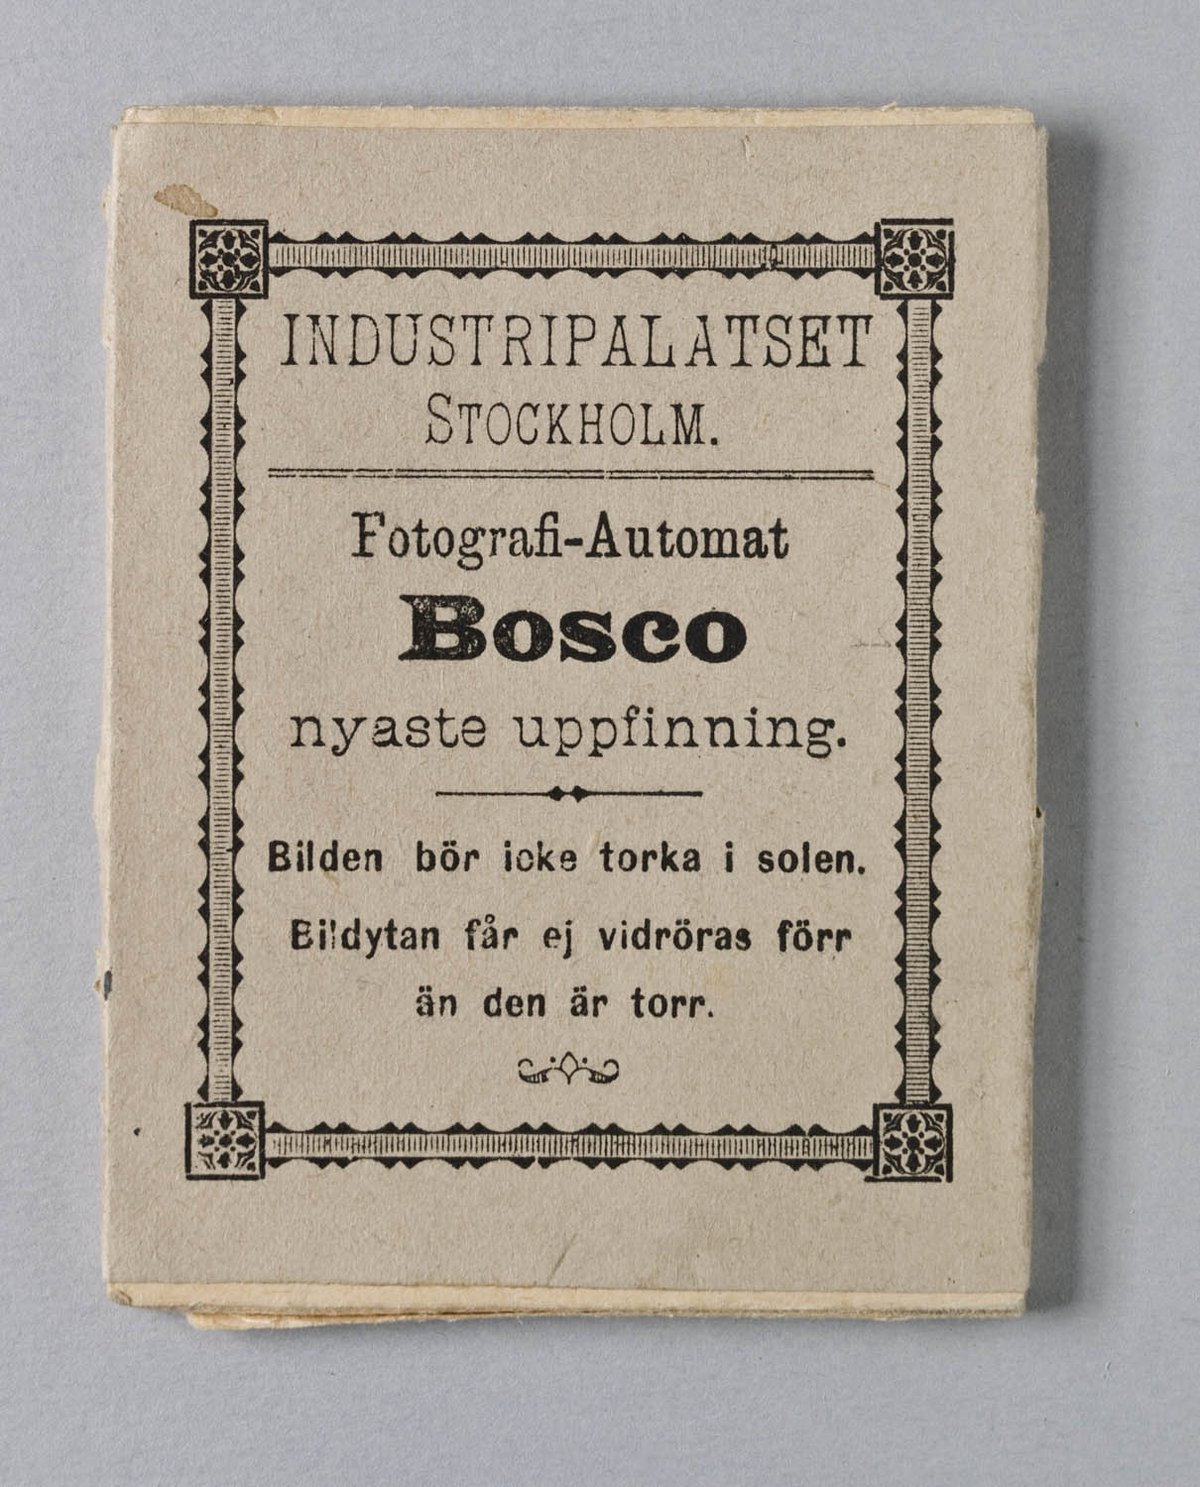 INDUSTRIPALATSET
STOCKHOLM.
Fotografi-Automat
BOSCO
nyaste uppfinning.
Bilden bör icke torka i solen.
Bildytan får ej vidröras förr
än den är torr.